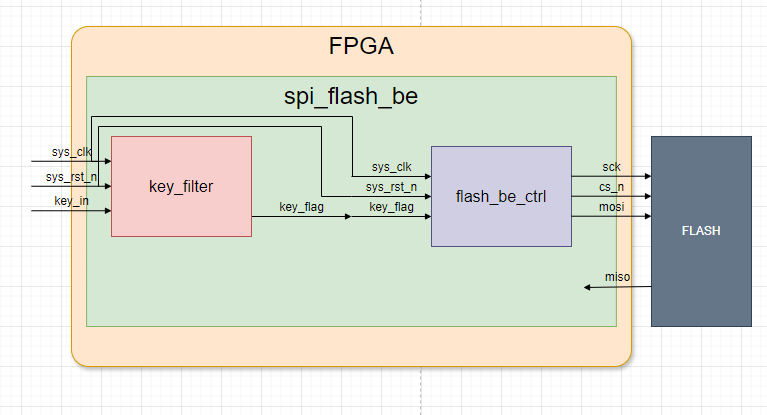 FPGA
spi_flash_be
sys_clk
sys_rst_n
key_in
key_filter
key_flag
sys_clk
sys_rst_n
key_flag
flash_be_ctrl
sck
cs_n
mosi
miso
FLASH